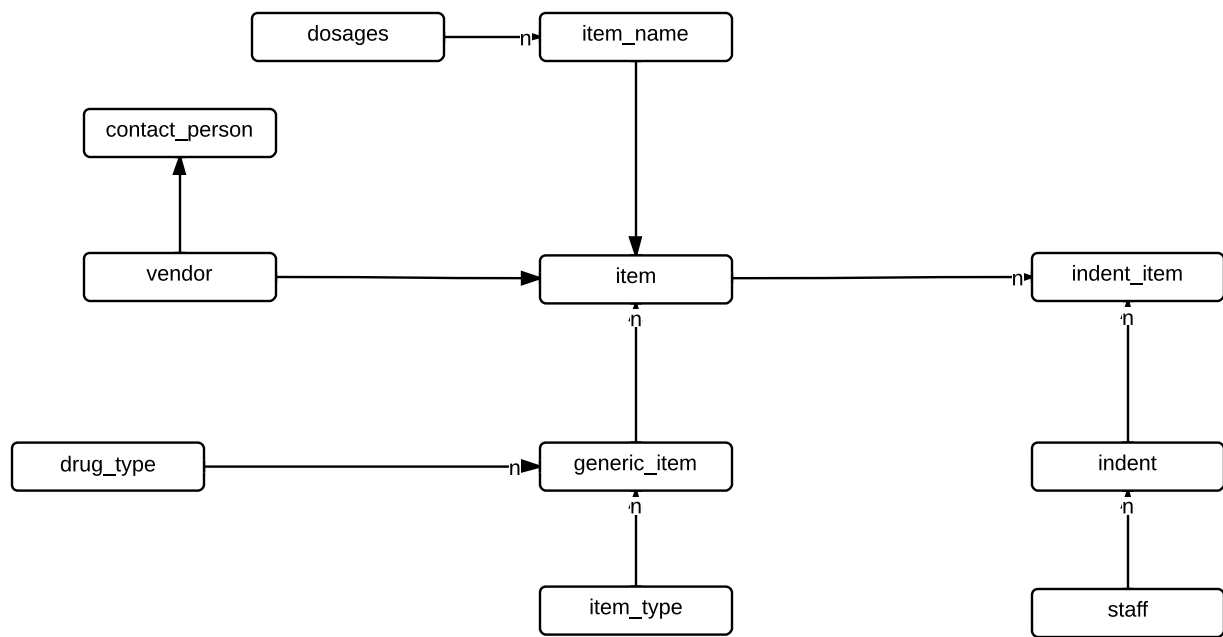 dosages
n
item_name
contact_person
vendor
item
n
indent_item
n
n
drug_type
n
generic_item
indent
n
n
item_type
staff